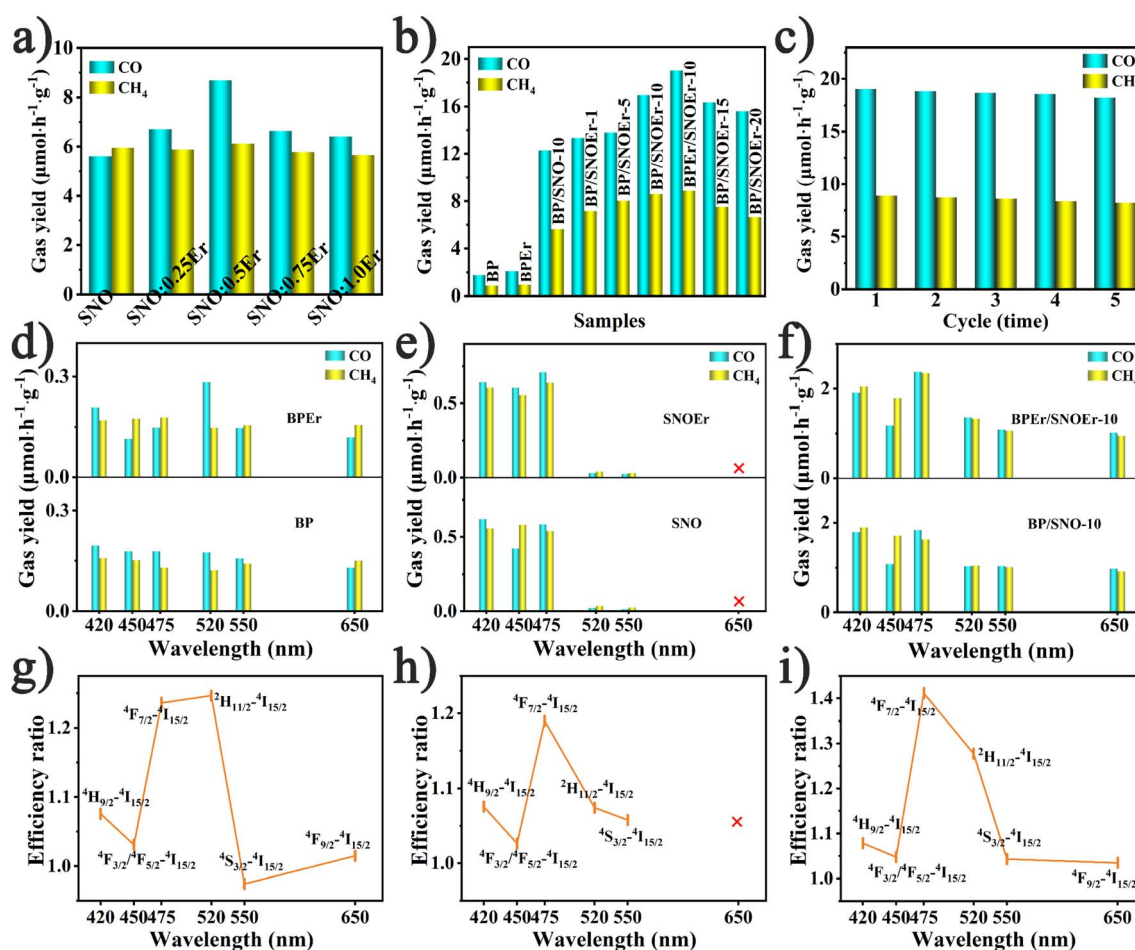 a)
Gas yield (μmol·h⁻¹·g⁻¹)
10
8
6
4
2
0
CO
CH₄
SNO
SNO:0.25Er
SNO:0.5Er
SNO:0.75Er
SNO:1.0Er
b)
Gas yield (μmol·h⁻¹·g⁻¹)
20
16
12
8
4
0
CO
CH₄
BP
BPEr
BP/SNO-10
BP/SNOEr-1
BP/SNOEr-5
BP/SNOEr-10
BPEr/SNOEr-10
BP/SNOEr-15
BP/SNOEr-20
Samples
c)
Gas yield (μmol·h⁻¹·g⁻¹)
20
15
10
5
0
CO
CH
1 2 3 4 5
Cycle (time)
d)
Gas yield (μmol·h⁻¹·g⁻¹)
0.3
0.0
0.3
0.0
CO
CH₄
BPEr
BP
420 450 475 520 550 650
Wavelength (nm)
e)
Gas yield (μmol·h⁻¹·g⁻¹)
0.5
0.0
0.5
0.0
CO
CH₄
SNOEr
SNO
420 450 475 520 550 650
Wavelength (nm)
f)
Gas yield (μmol·h⁻¹·g⁻¹)
2
0
2
0
CO
CH
BPEr/SNOEr-10
BP/SNO-10
420 450 475 520 550 650
Wavelength (nm)
g)
Efficiency ratio
1.2
1.1
1.0
⁴H₉/₂-⁴I₁₅/₂
⁴F₃/₂/⁴F₅/₂-⁴I₁₅/₂
⁴F₇/₂-⁴I₁₅/₂
²H₁₁/₂-⁴I₁₅/₂
⁴S₃/₂-⁴I₁₅/₂
⁴F₉/₂-⁴I₁₅/₂
420 450 475 520 550 650
Wavelength (nm)
h)
Efficiency ratio
1.2
1.1
1.0
⁴H₉/₂-⁴I₁₅/₂
⁴F₃/₂/⁴F₅/₂-⁴I₁₅/₂
⁴F₇/₂-⁴I₁₅/₂
²H₁₁/₂-⁴I₁₅/₂
⁴S₃/₂-⁴I₁₅/₂
420 450 475 520 550 650
Wavelength (nm)
i)
Efficiency ratio
1.4
1.3
1.2
1.1
1.0
⁴H₉/₂-⁴I₁₅/₂
⁴F₃/₂/⁴F₅/₂-⁴I₁₅/₂
⁴F₇/₂-⁴I₁₅/₂
²H₁₁/₂-⁴I₁₅/₂
⁴S₃/₂-⁴I₁₅/₂
⁴F₉/₂-⁴I₁₅/₂
420 450 475 520 550 650
Wavelength (nm)